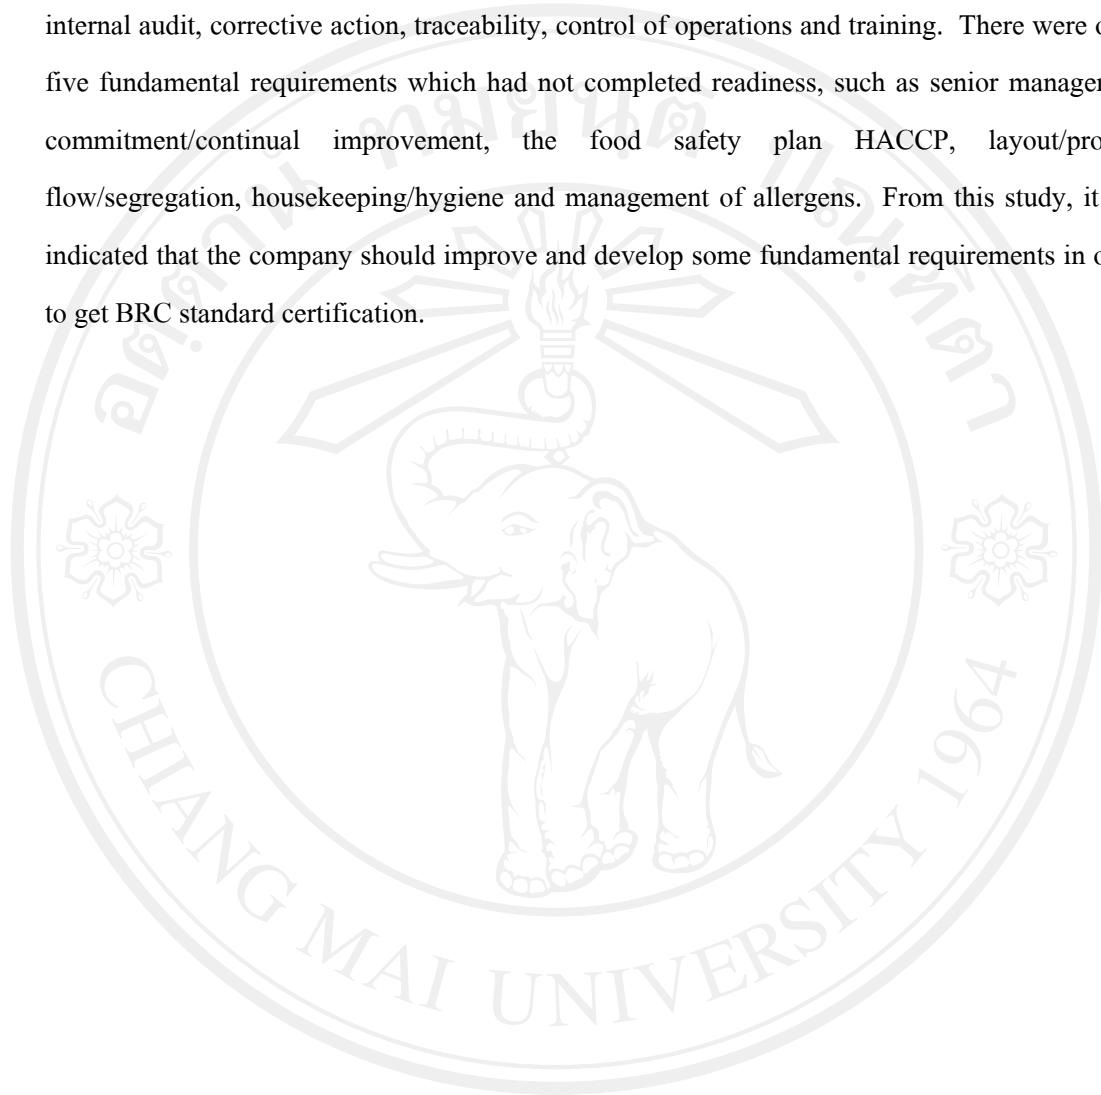 internal audit, corrective action, traceability, control of operations and training. There were
five fundamental requirements which had not completed readiness, such as senior
commitment/continual improvement, the food safety plan HACCP,
flow/segregation, housekeeping/hygiene and management of allergens. From this study, it
indicated that the company should improve and develop some fundamental requirements in
to get BRC standard certification.
CHIANG MAI UNIVERSITY 1964